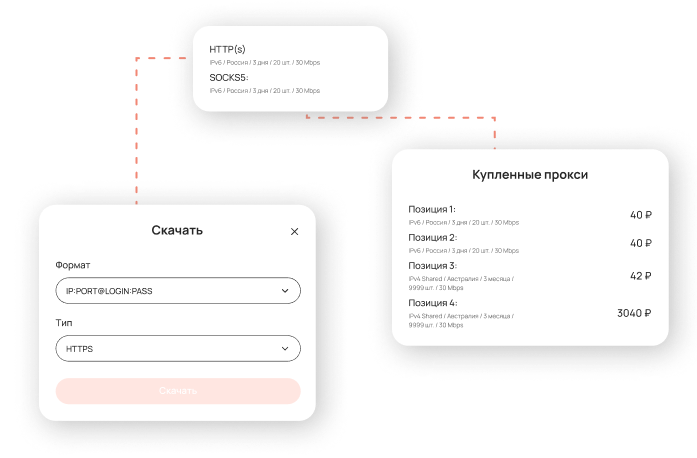 HTTP(s)
IPv6 / Россия / 3 дня / 20 шт. / 30 Mbps
SOCKS5:
IPv6 / Россия / 3 дня / 20 шт. / 30 Mbps
Купленные прокси
Позиция 1:
IPv6 / Россия / 3 дня / 20 шт. / 30 Mbps
40 ₽
Позиция 2:
IPv6 / Россия / 3 дня / 20 шт. / 30 Mbps
40 ₽
Позиция 3:
IPv4 Shared / Австралия / 3 месяца /
9999 шт. / 30 Mbps
42 ₽
Позиция 4:
IPv4 Shared / Австралия / 3 месяца /
9999 шт. / 30 Mbps
3040 ₽
Скачать
Формат
IP:PORT@LOGIN:PASS
Тип
HTTPS
Скачать